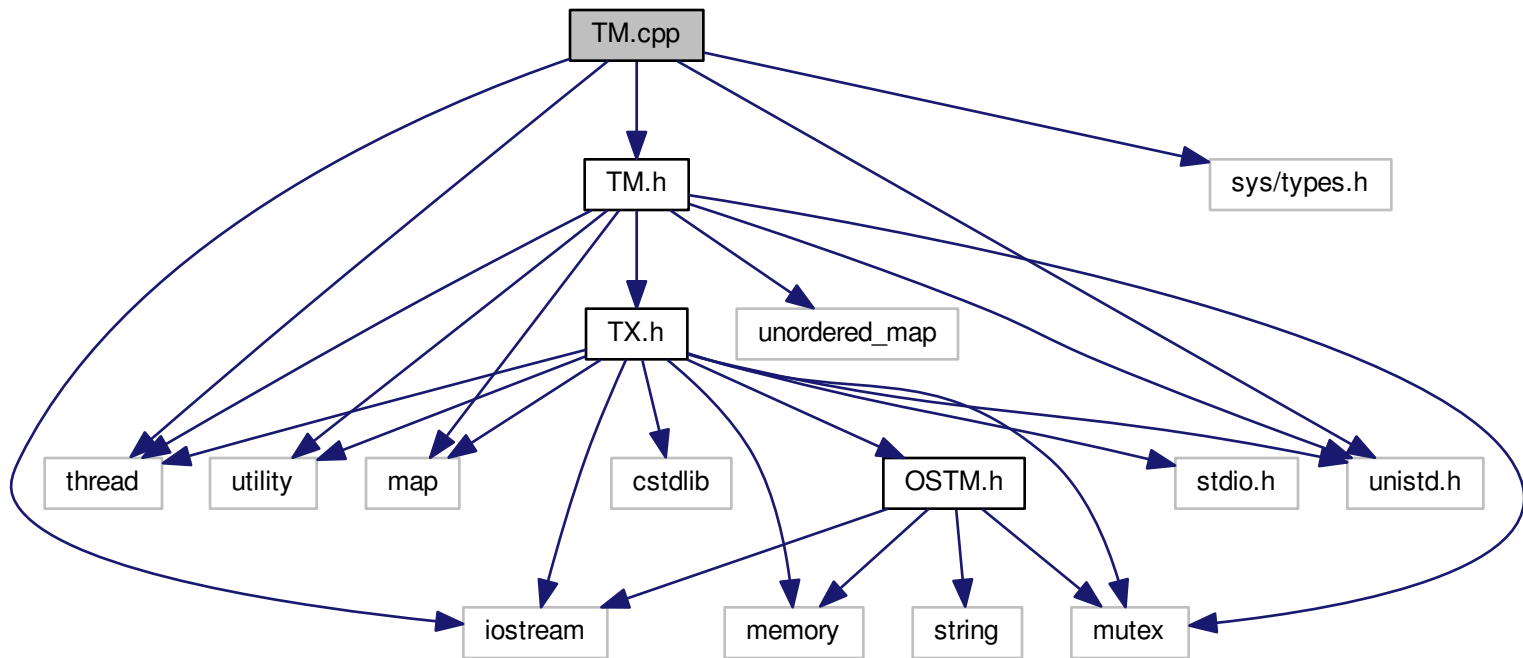 TM.cpp
TM.h
sys/types.h
TX.h
unordered_map
thread
utility
map
cstdlib
OSTM.h
stdio.h
unistd.h
iostream
memory
string
mutex